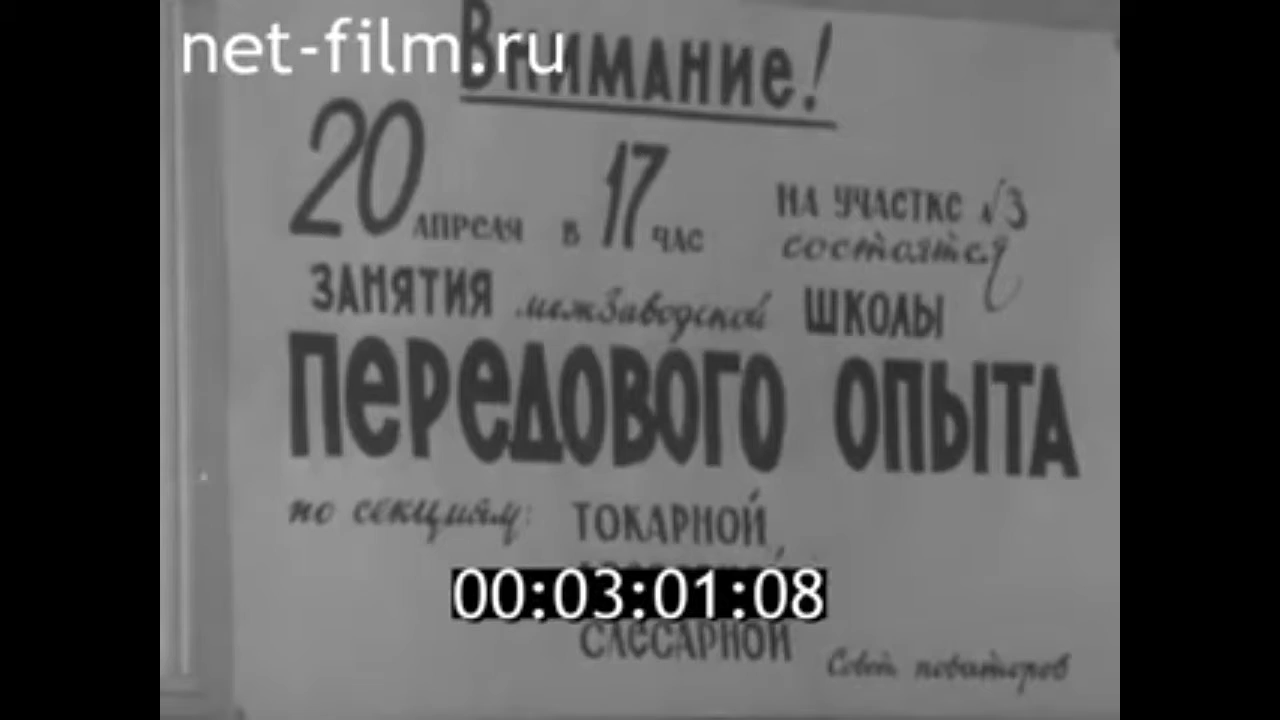 net-film.ru
Внимание!
20 АПРЕЛЯ в 17 ЧАС НА УЧАСТКЕ №3
состоятся
ЗАНЯТИЯ межзаводской ШКОЛЫ
ПЕРЕДОВОГО ОПЫТА
по секциям: ТОКАРНОЙ,
00:03:01:08
СЛЕСАРНОЙ
Совет новаторов